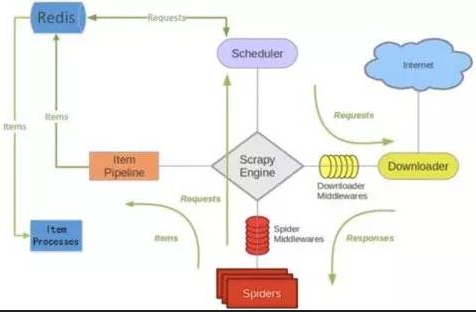 Redis
Requests
Scheduler
Internet
Items
Items
Requests
Item
Pipeline
Scrapy
Engine
Downloader
Downloader
Middlewares
Requests
Spider
Middlewares
Item
Processes
Items
Responses
Spiders